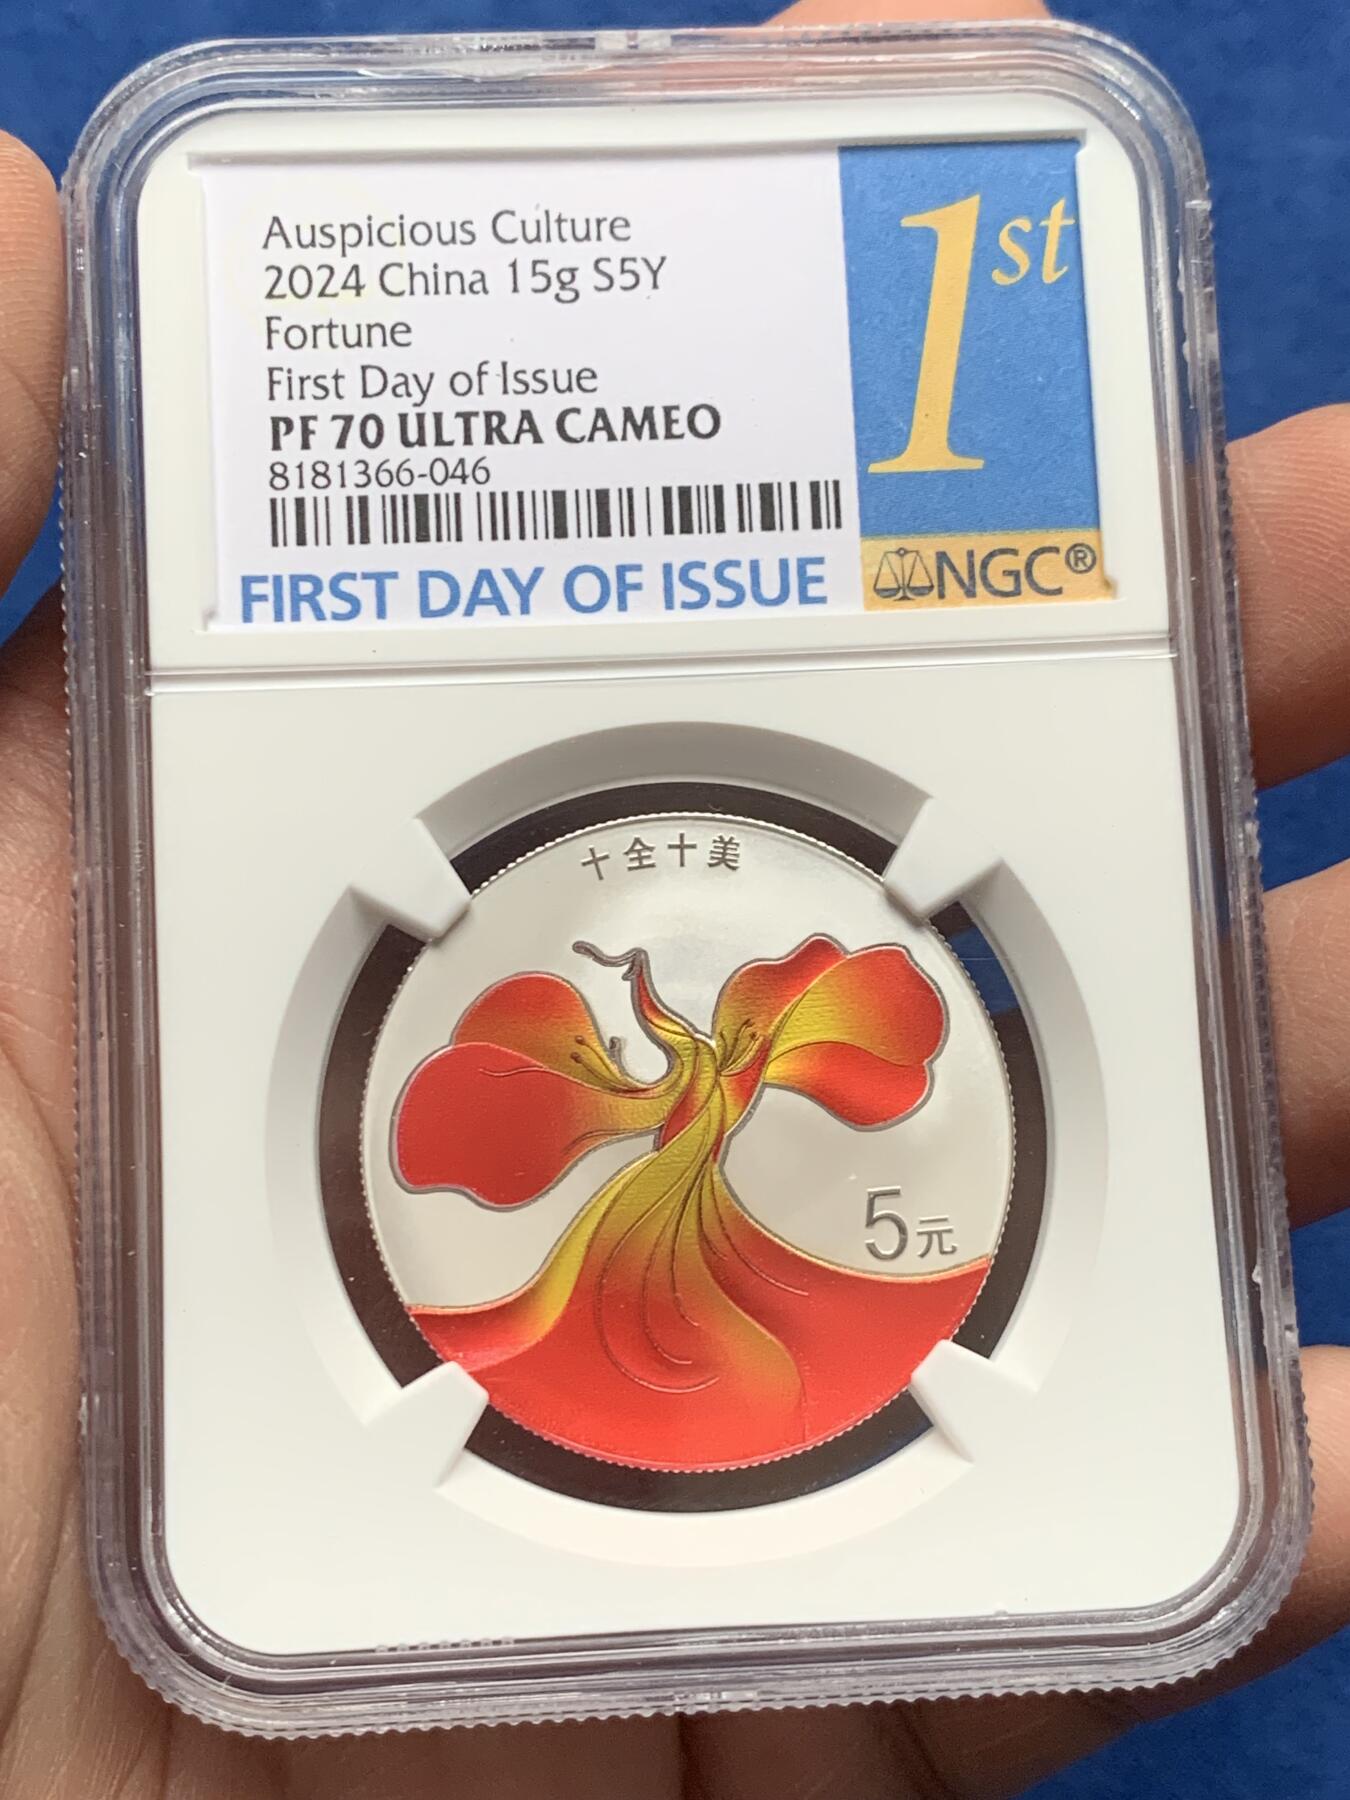 Auspicious Culture
2024 China 15g S5Y
Fortune
First Day of Issue
PF 70 ULTRA CAMEO
8181366-046
FIRST DAY OF ISSUE
1st
NGC®
十全十美
5元